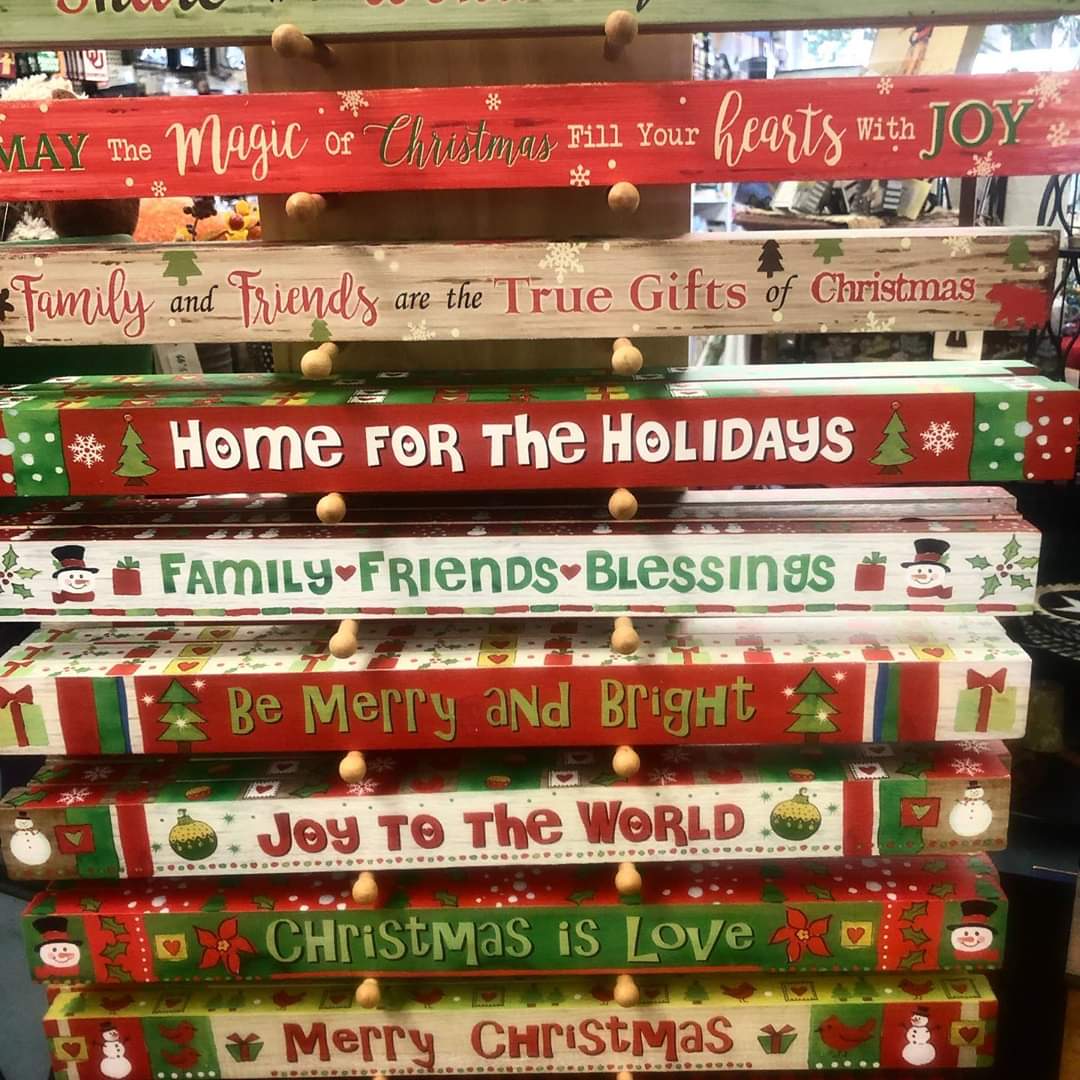 Share
MAY The Magic Of Christmas Fill Your hearts With JOY
Family and Friends are the True Gifts of Christmas
HOME FOR THE HOLIDAYS
FAMILY♥FRIENDS♥BLESSINGS
BE MERRY AND BRIGHT
JOY TO THE WORLD
CHRISTMAS IS LOVE
MERRY CHRISTMAS